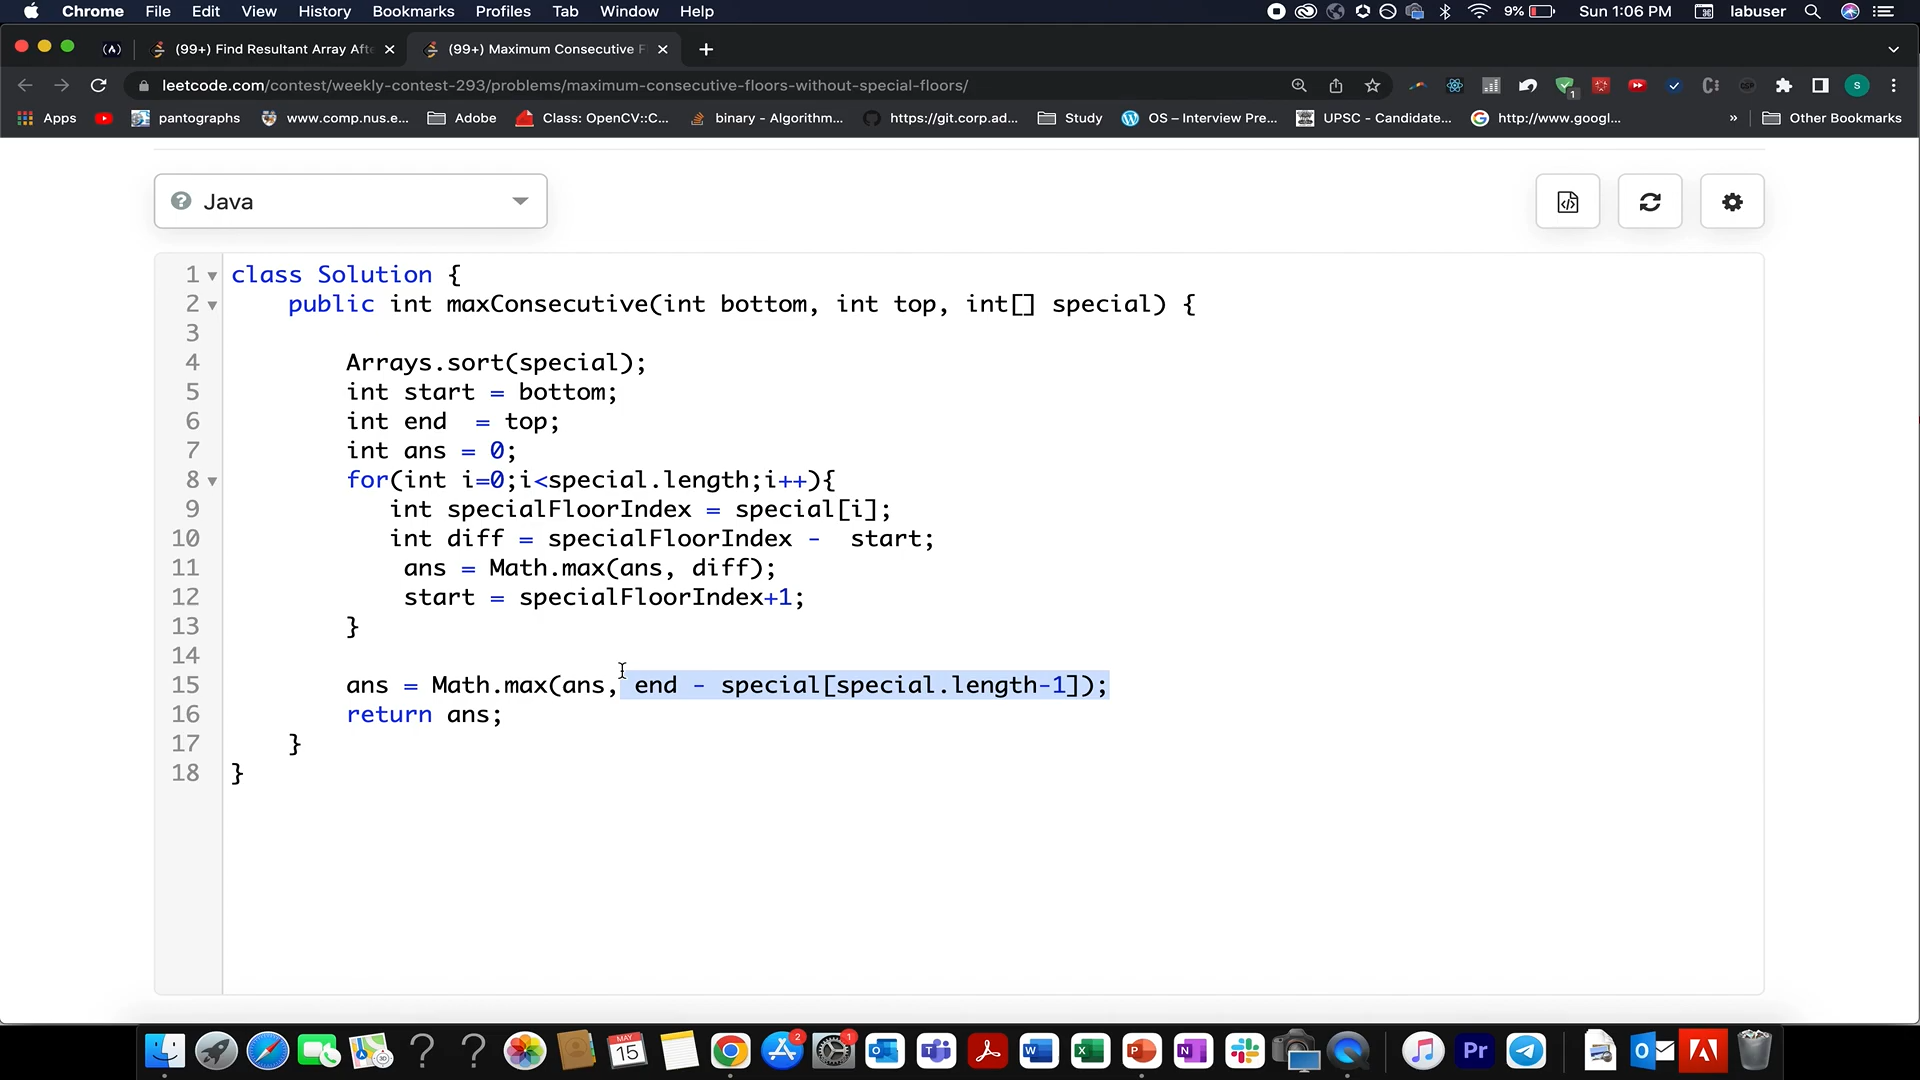 Chrome File Edit View History Bookmarks Profiles Tab Window Help 9% Sun 1:06 PM labuser
(99+) Find Resultant Array Afte (99+) Maximum Consecutive F
leetcode.com/contest/weekly-contest-293/problems/maximum-consecutive-floors-without-special-floors/
Apps pantographs www.comp.nus.e... Adobe Class: OpenCV::C... binary - Algorithm... https://git.corp.ad... Study OS – Interview Pre... UPSC - Candidate... http://www.googl... » Other Bookmarks
Java
1 class Solution {
2 public int maxConsecutive(int bottom, int top, int[] special) {
3
4 Arrays.sort(special);
5 int start = bottom;
6 int end  = top;
7 int ans = 0;
8 for(int i=0;i<special.length;i++){
9 int specialFloorIndex = special[i];
10 int diff = specialFloorIndex -  start;
11 ans = Math.max(ans, diff);
12 start = specialFloorIndex+1;
13 }
14
15 ans = Math.max(ans, end - special[special.length-1]);
16 return ans;
17 }
18 }
MAY
15
2
1